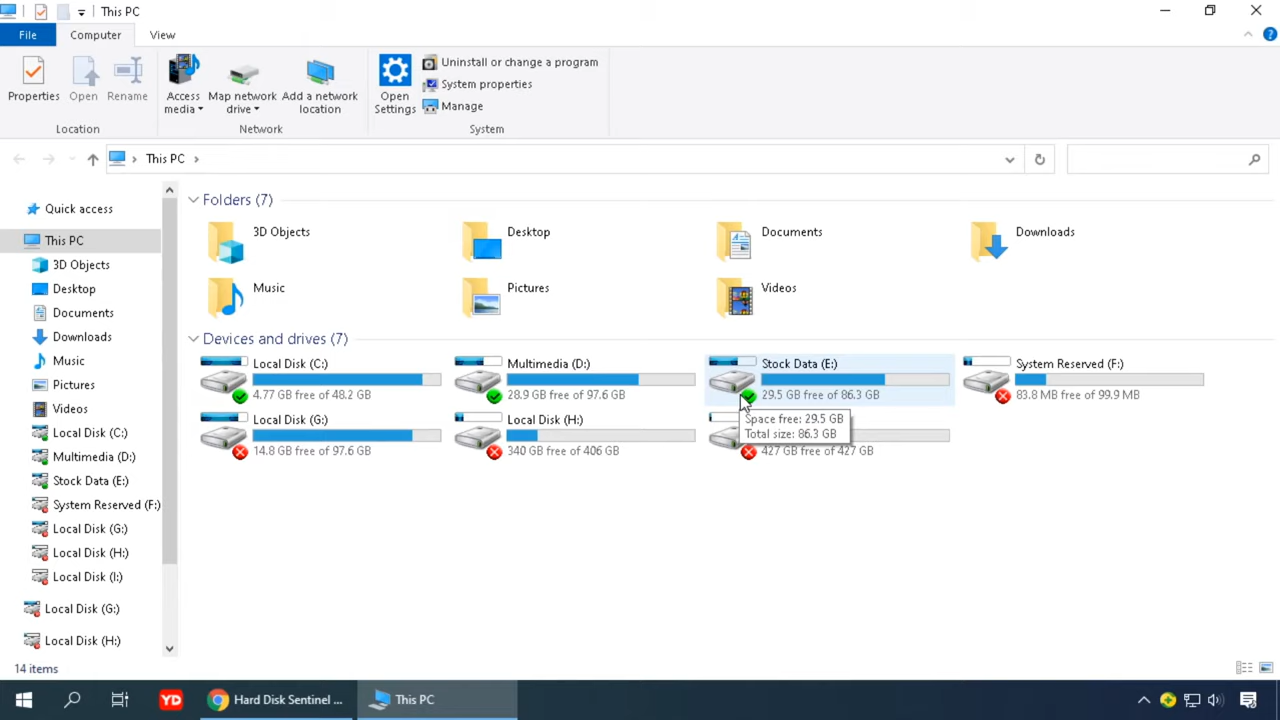 This PC
File
Computer
View
Properties
Open
Rename
Access media
Map network drive
Add a network location
Open Settings
Uninstall or change a program
System properties
Manage
Location
Network
System
This PC
Quick access
This PC
3D Objects
Desktop
Documents
Downloads
Music
Pictures
Videos
Local Disk (C:)
Multimedia (D:)
Stock Data (E:)
System Reserved (F:)
Local Disk (G:)
Local Disk (H:)
Local Disk (I:)
Local Disk (G:)
Local Disk (H:)
Folders (7)
3D Objects
Desktop
Documents
Downloads
Music
Pictures
Videos
Devices and drives (7)
Local Disk (C:)
4.77 GB free of 48.2 GB
Multimedia (D:)
28.9 GB free of 97.6 GB
Stock Data (E:)
29.5 GB free of 86.3 GB
System Reserved (F:)
83.8 MB free of 99.9 MB
Local Disk (G:)
14.8 GB free of 97.6 GB
Local Disk (H:)
340 GB free of 406 GB
Space free: 29.5 GB
Total size: 86.3 GB
427 GB free of 427 GB
14 items
YD
Hard Disk Sentinel ...
This PC